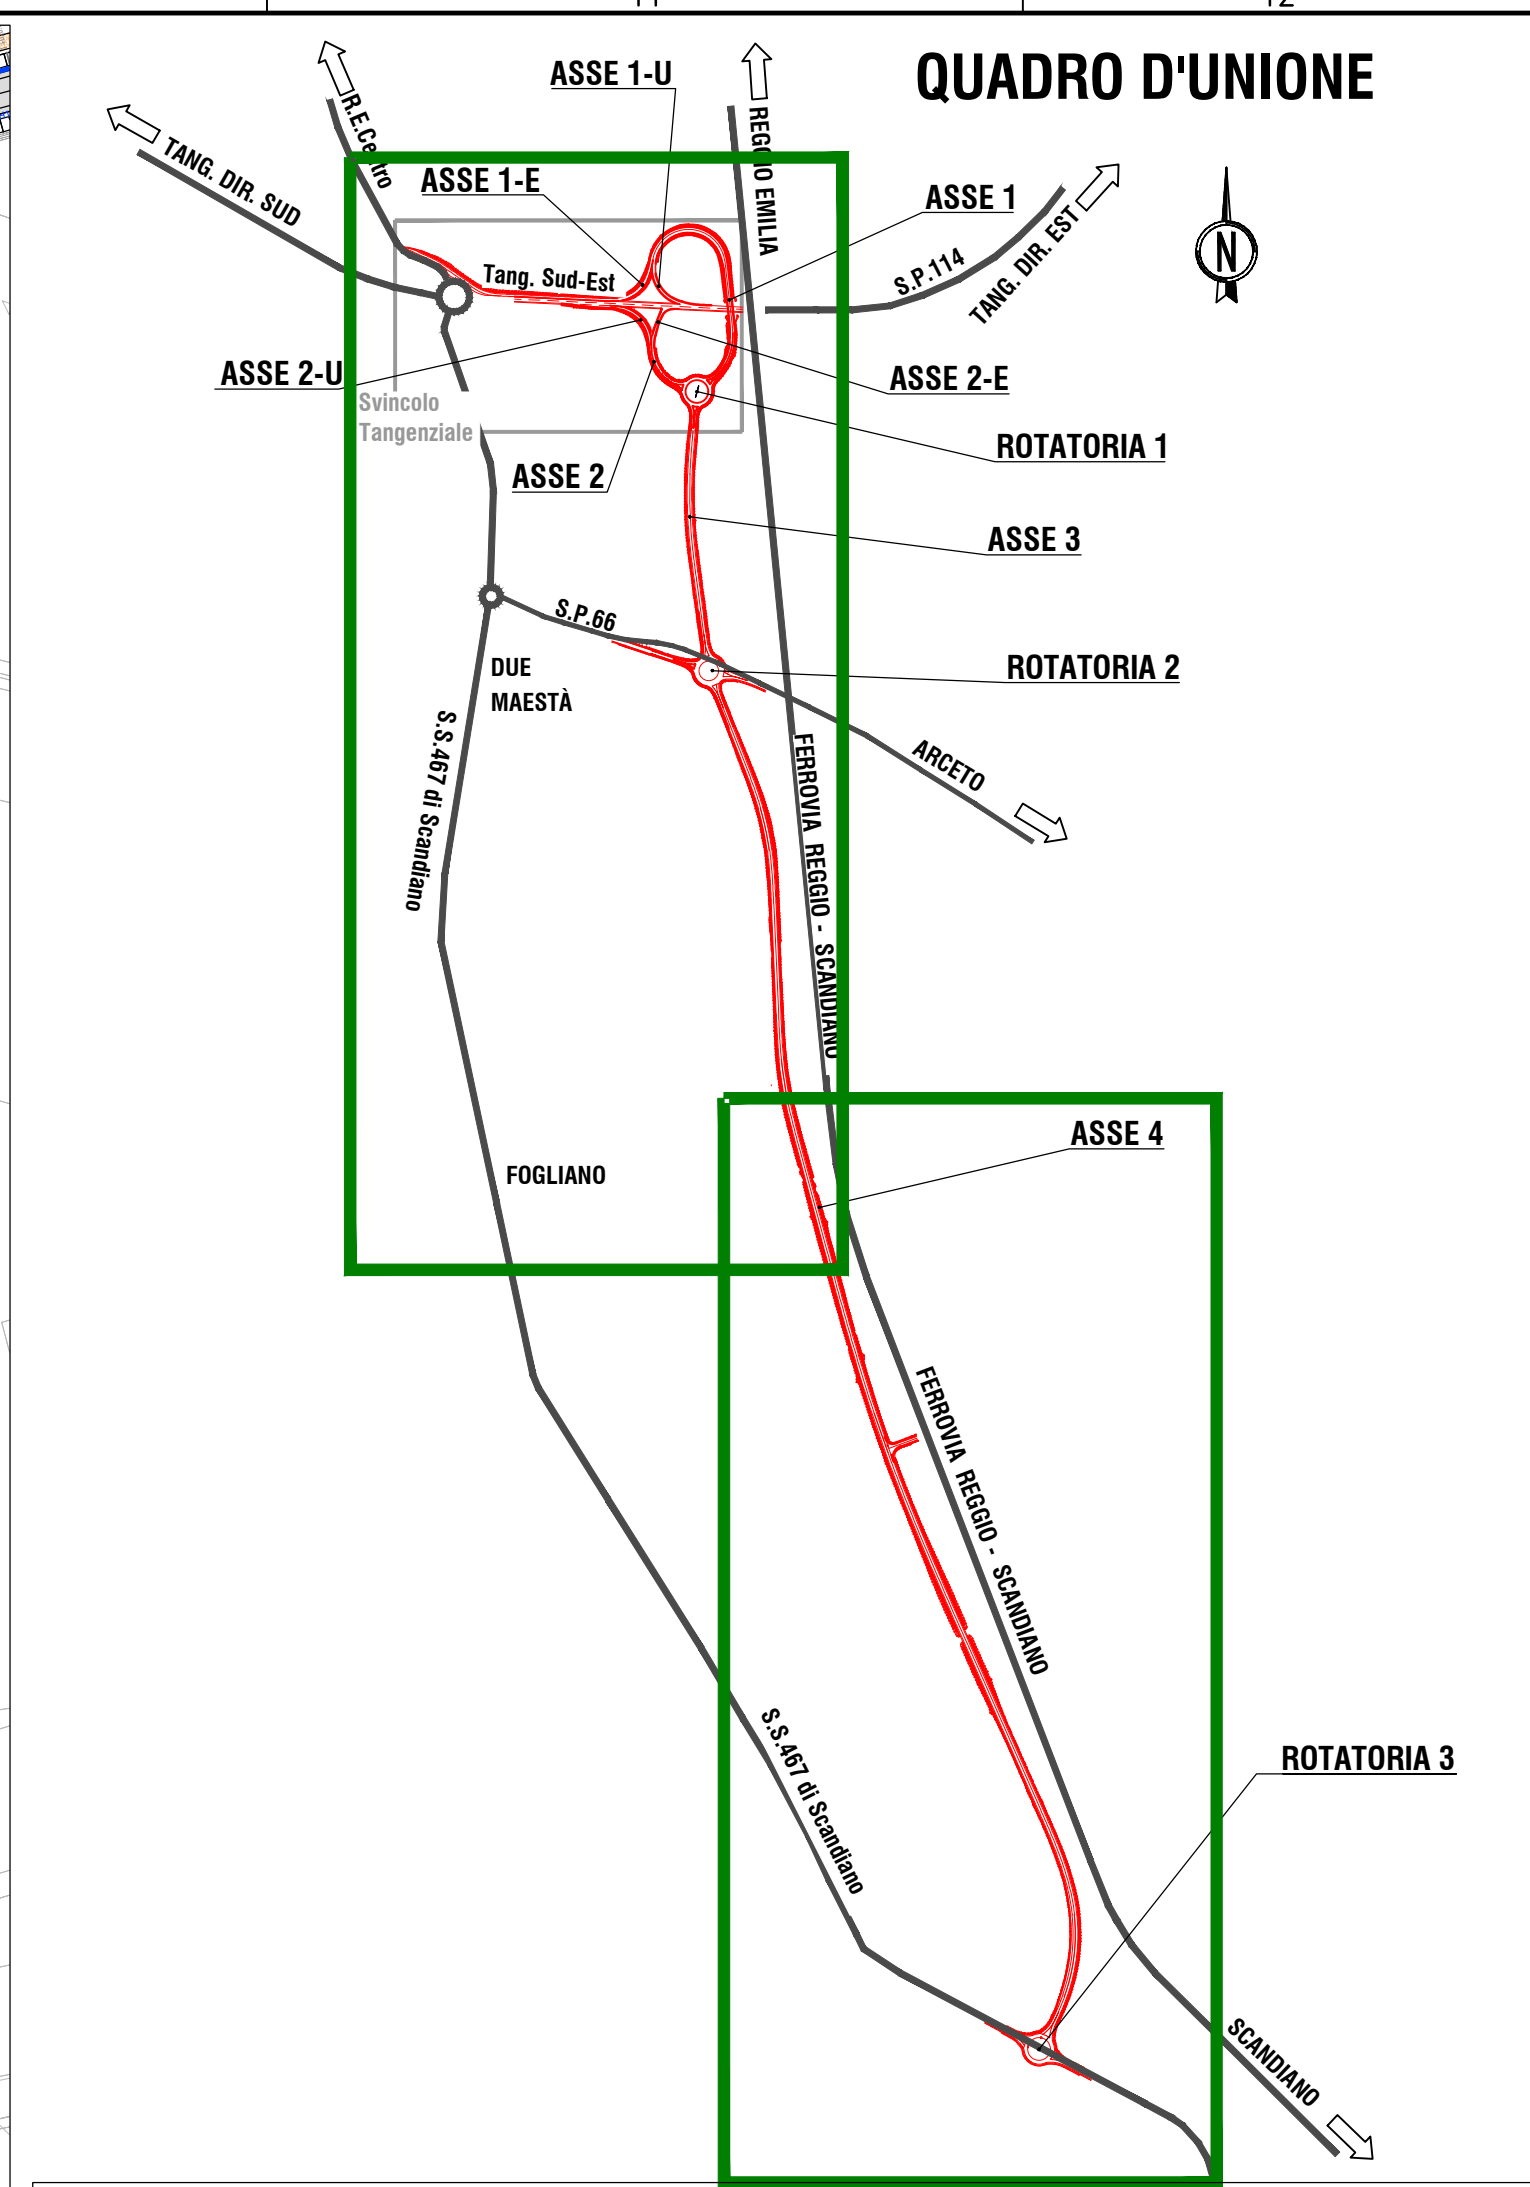 QUADRO D'UNIONE
ASSE 1-U
R.E.Centro
REGGIO EMILIA
TANG. DIR. SUD
ASSE 1-E
ASSE 1
N
S.P.114
TANG. DIR. EST
Tang. Sud-Est
ASSE 2-U
ASSE 2-E
Svincolo
Tangenziale
ROTATORIA 1
ASSE 2
ASSE 3
S.P.66
DUE
MAESTÀ
ROTATORIA 2
S.S.467 di Scandiano
FERROVIA REGGIO - SCANDIANO
ARCETO
ASSE 4
FOGLIANO
FERROVIA REGGIO - SCANDIANO
S.S.467 di Scandiano
ROTATORIA 3
SCANDIANO